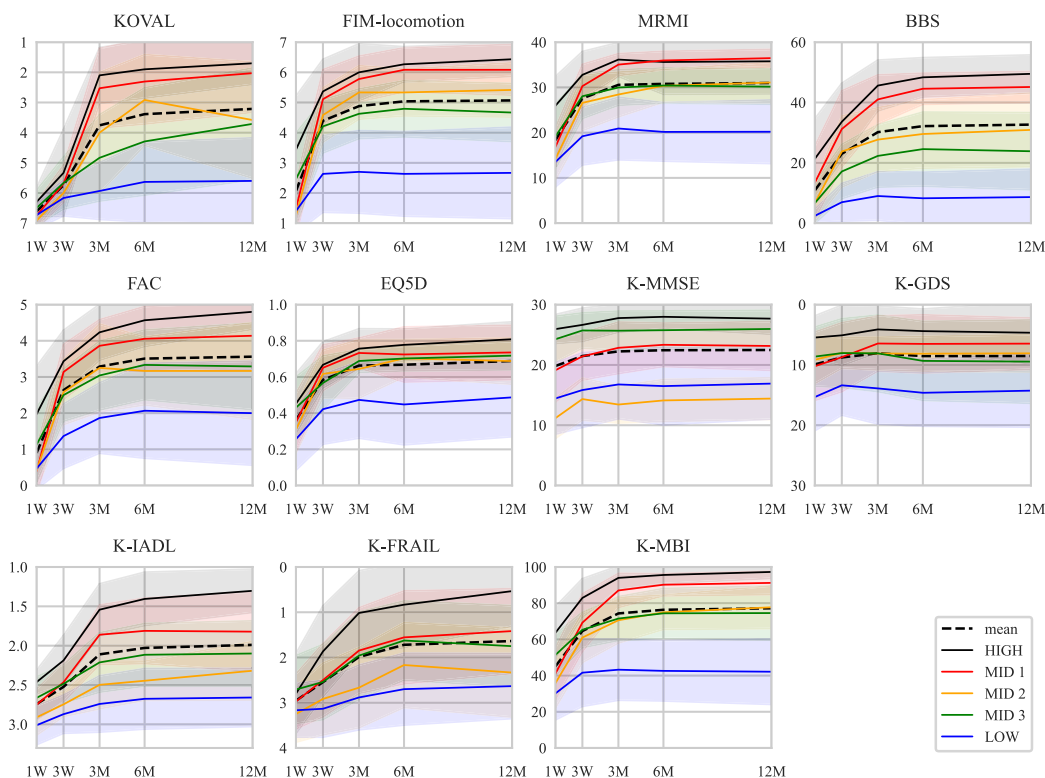 KOVAL FIM-locomotion MRMI BBS
1 7 40 60
2 6
3 5 30 40
4 4 20
5 3 20
6 2 10
7 1 0 0
1W 3W 3M 6M 12M 1W 3W 3M 6M 12M 1W 3W 3M 6M 12M 1W 3W 3M 6M 12M
FAC EQ5D K-MMSE K-GDS
5 1.0 30 0
4 0.8
3 0.6 20 10
2 0.4 10 20
1 0.2
0 0.0 0 30
1W 3W 3M 6M 12M 1W 3W 3M 6M 12M 1W 3W 3M 6M 12M 1W 3W 3M 6M 12M
K-IADL K-FRAIL K-MBI
1.0 0 100
1.5 1 80
2.0 2 60
2.5 3 40
3.0 20
4 0
1W 3W 3M 6M 12M 1W 3W 3M 6M 12M 1W 3W 3M 6M 12M
mean
HIGH
MID 1
MID 2
MID 3
LOW